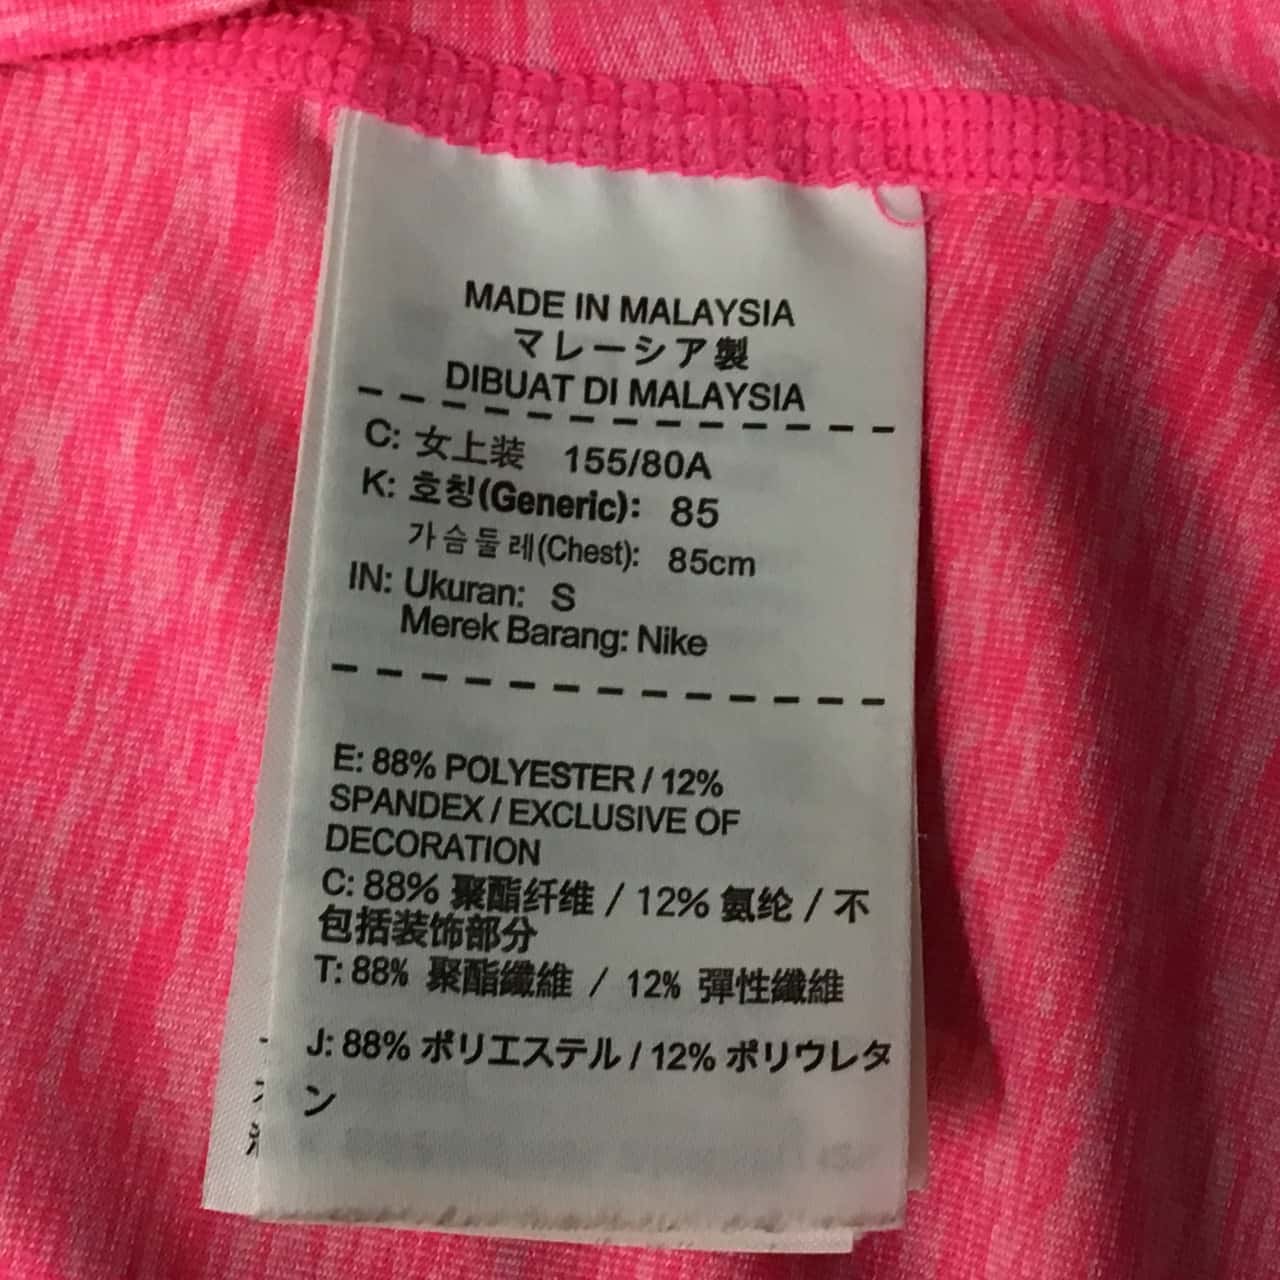 MADE IN MALAYSIA
マレーシア製
DIBUAT DI MALAYSIA
C: 女上装 155/80A
K: 호칭(Generic): 85
가슴둘레(Chest): 85cm
IN: Ukuran: S
Merek Barang: Nike
E: 88% POLYESTER / 12%
SPANDEX / EXCLUSIVE OF
DECORATION
C: 88% 聚酯纤维 / 12% 氨纶 / 不
包括装饰部分
T: 88% 聚酯纖維 / 12% 彈性纖維
J: 88% ポリエステル / 12% ポリウレタ
ン